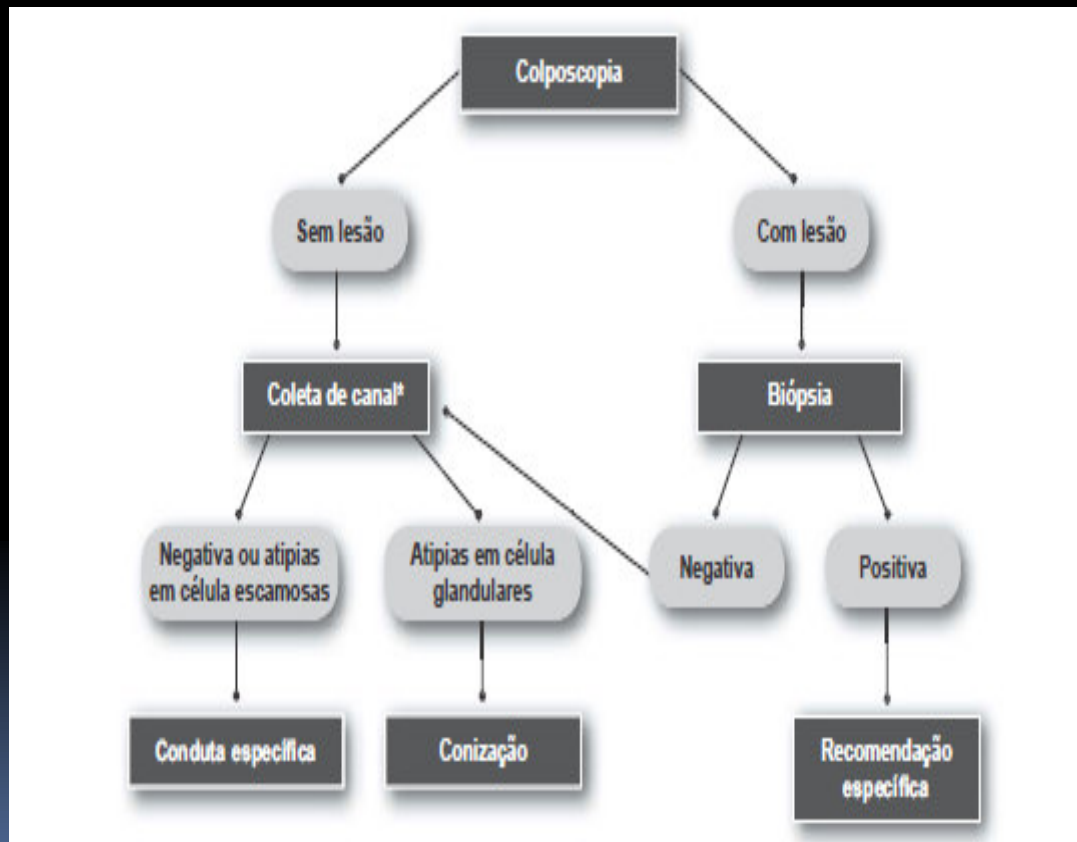 Colposcopia
Sem lesão
Com lesão
Coleta de canal*
Biópsia
Negativa ou atipias
em célula escamosas
Atipias em célula
glandulares
Negativa
Positiva
Conduta específica
Conização
Recomendação
específica